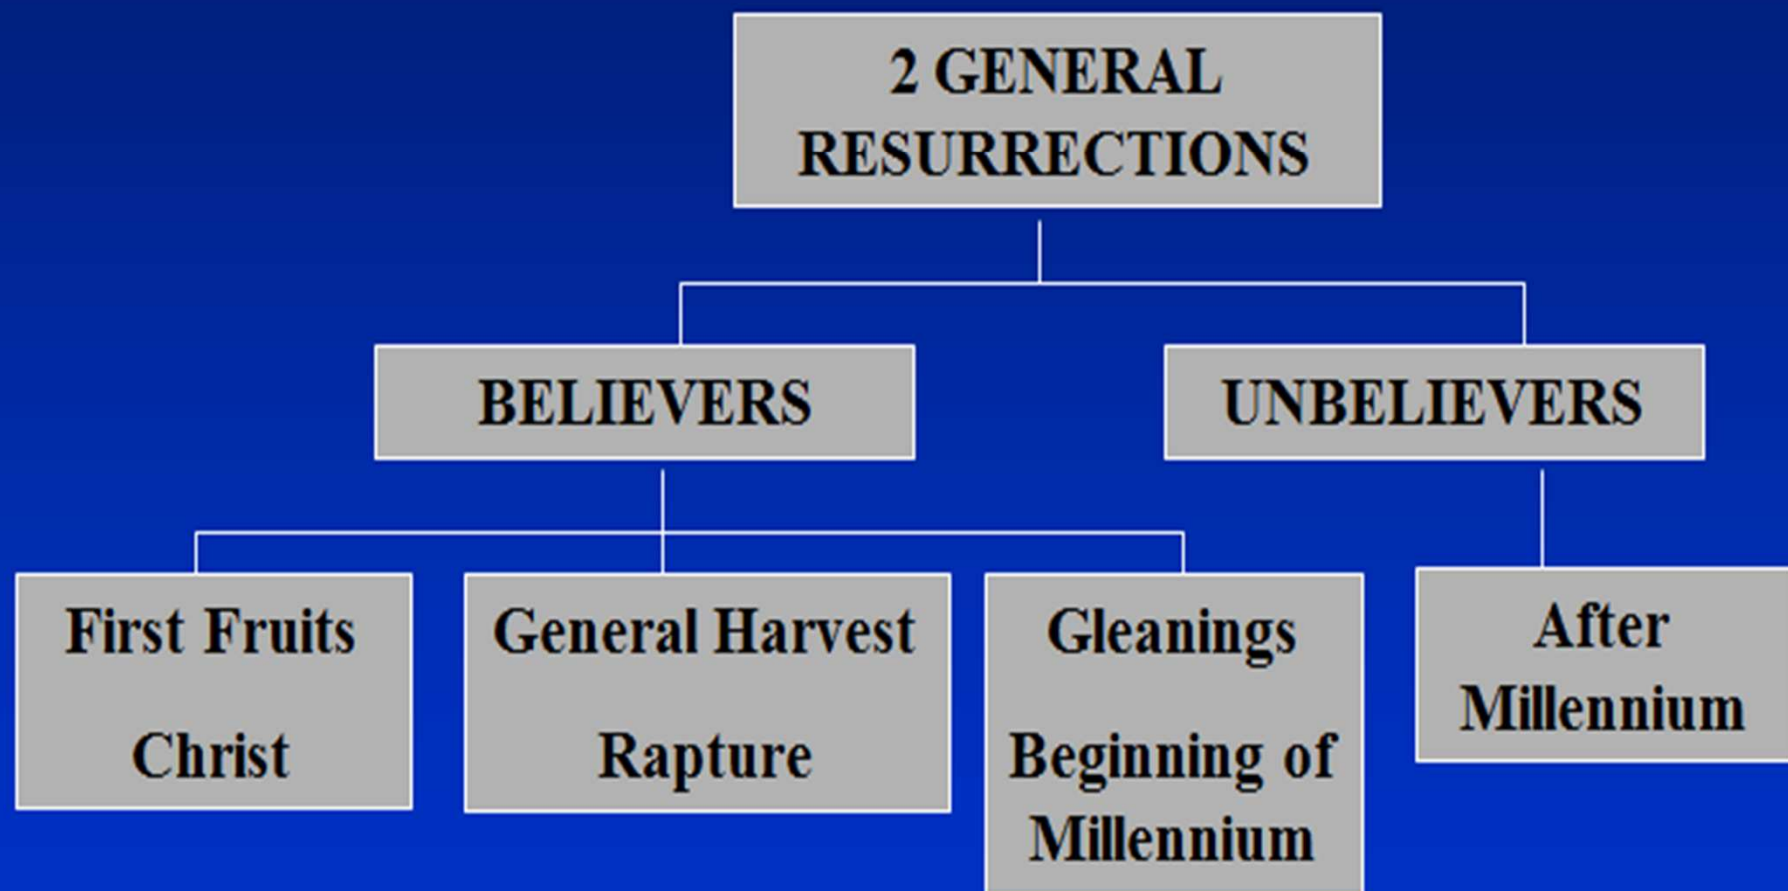 2 GENERAL
RESURRECTIONS
BELIEVERS
UNBELIEVERS
First Fruits
Christ
General Harvest
Rapture
Gleanings
Beginning of
Millennium
After
Millennium